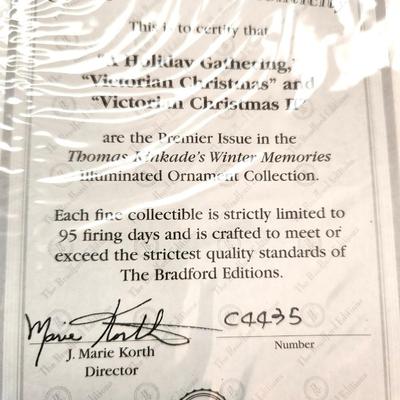 This is to certify that
"A Holiday Gathering,"
"Victorian Christmas" and
"Victorian Christmas II"
are the Premier Issue in the
Thomas Kinkade's Winter Memories
Illuminated Ornament Collection.
Each fine collectible is strictly limited to
95 firing days and is crafted to meet or
exceed the strictest quality standards of
The Bradford Editions.
Marie Korth
C4435
J. Marie Korth
Number
Director